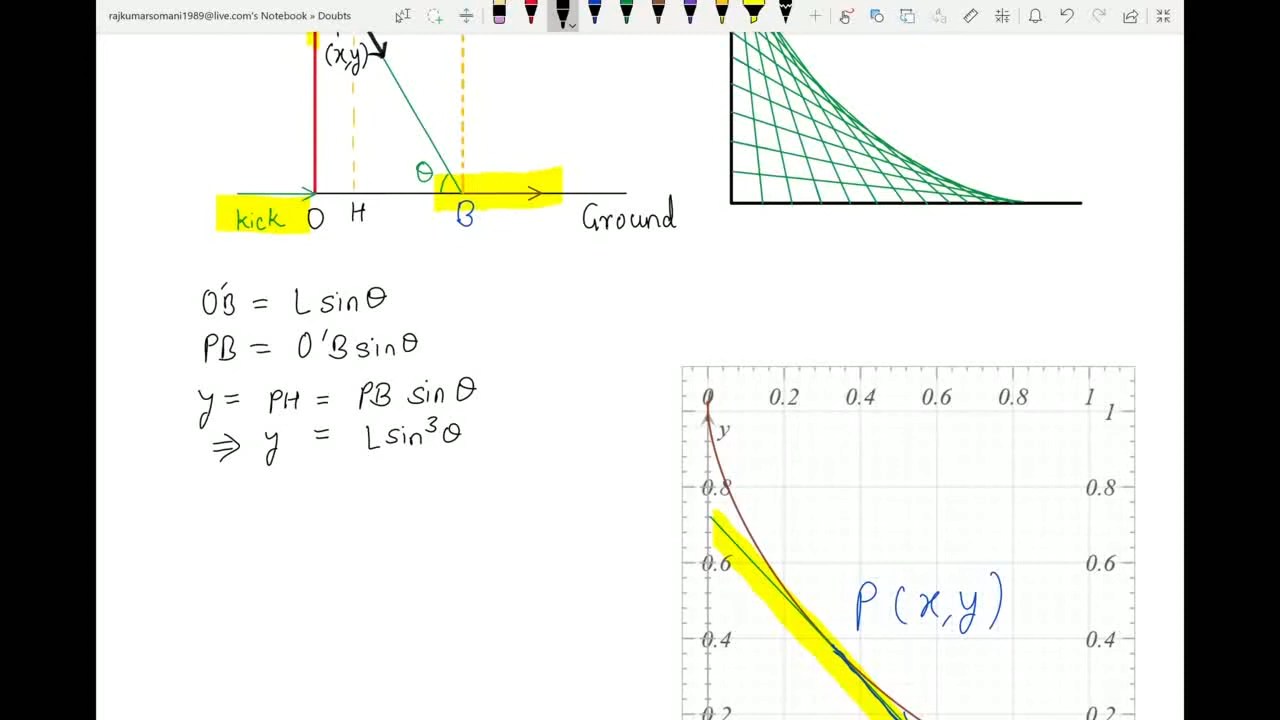 rajkumarsomani1989@live.com's Notebook » Doubts
(x,y)
θ
kick O H B Ground
O'B = L sinθ
PB = O'B sinθ
y = PH = PB sinθ
⇒ y = L sin³θ
0 0.2 0.4 0.6 0.8 1 1
y
0.8 0.8
0.6 0.6
P(x,y)
0.4 0.4
0.2 0.2